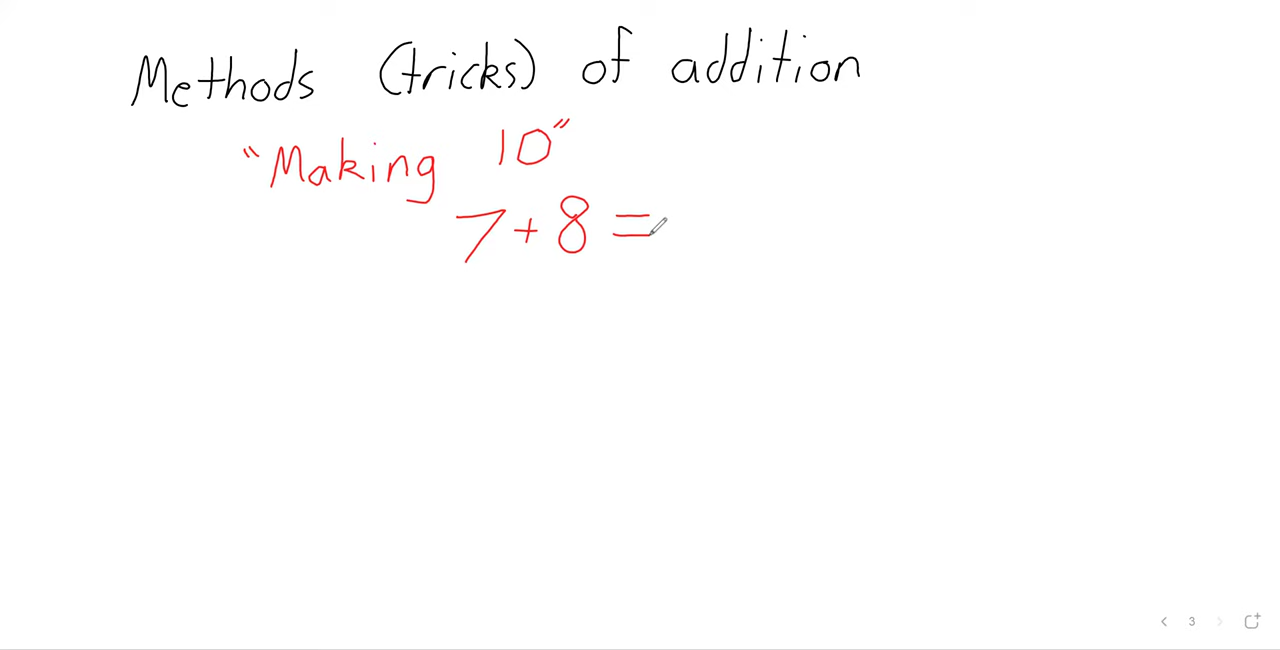 Methods (tricks) of addition
"Making 10"
7+8=
< 3 >